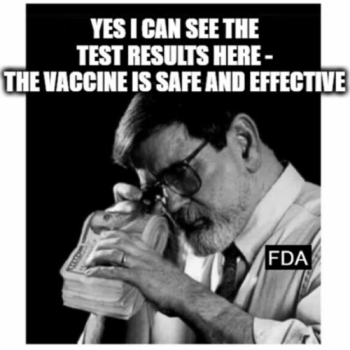 YES I CAN SEE THE
TEST RESULTS HERE -
THE VACCINE IS SAFE AND EFFECTIVE
FDA